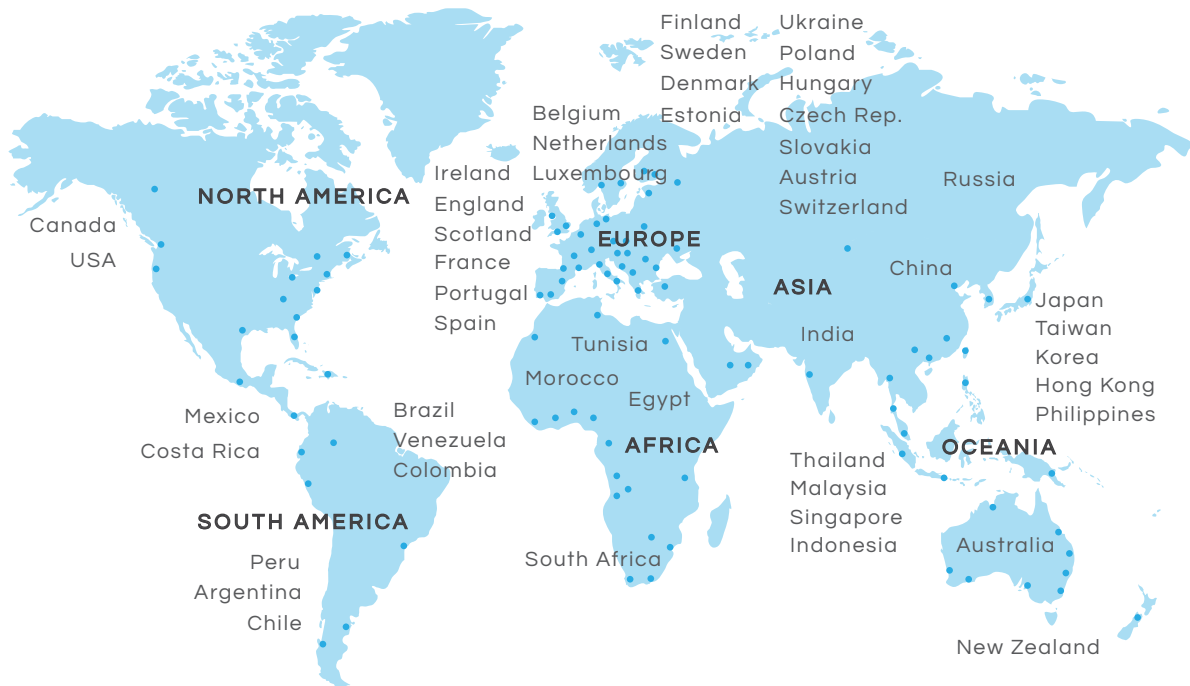 Finland
Sweden
Denmark
Estonia
Ukraine
Poland
Hungary
Czech Rep.
Slovakia
Austria
Switzerland
Belgium
Netherlands
Luxembourg
Ireland
England
Scotland
France
Portugal
Spain
NORTH AMERICA
Canada
USA
EUROPE
Russia
ASIA
China
India
Japan
Taiwan
Korea
Hong Kong
Philippines
Tunisia
Morocco
Egypt
AFRICA
South Africa
Mexico
Costa Rica
Brazil
Venezuela
Colombia
SOUTH AMERICA
Peru
Argentina
Chile
OCEANIA
Thailand
Malaysia
Singapore
Indonesia
Australia
New Zealand